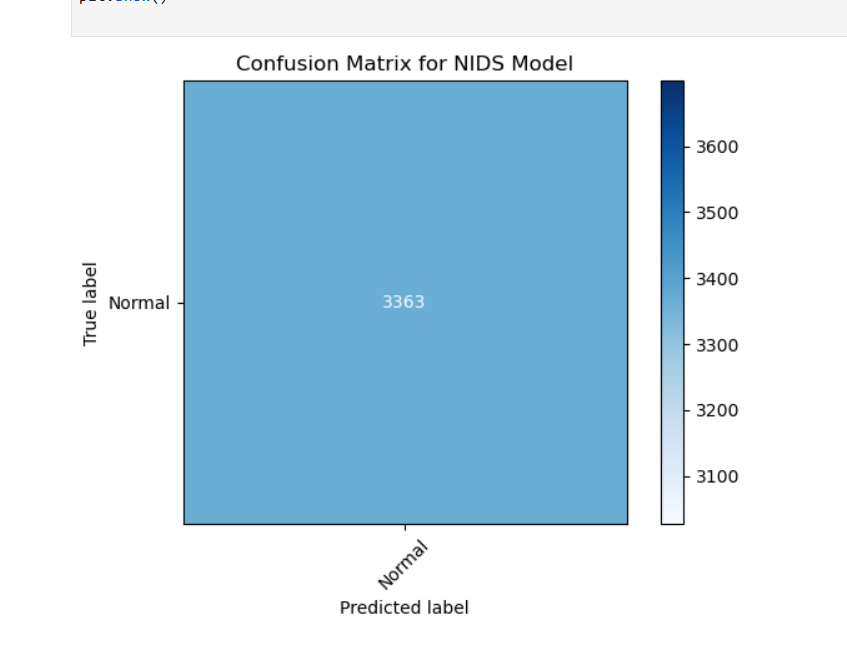 Confusion Matrix for NIDS Model
True label
Normal
3363
3600
3500
3400
3300
3200
3100
Normal
Predicted label